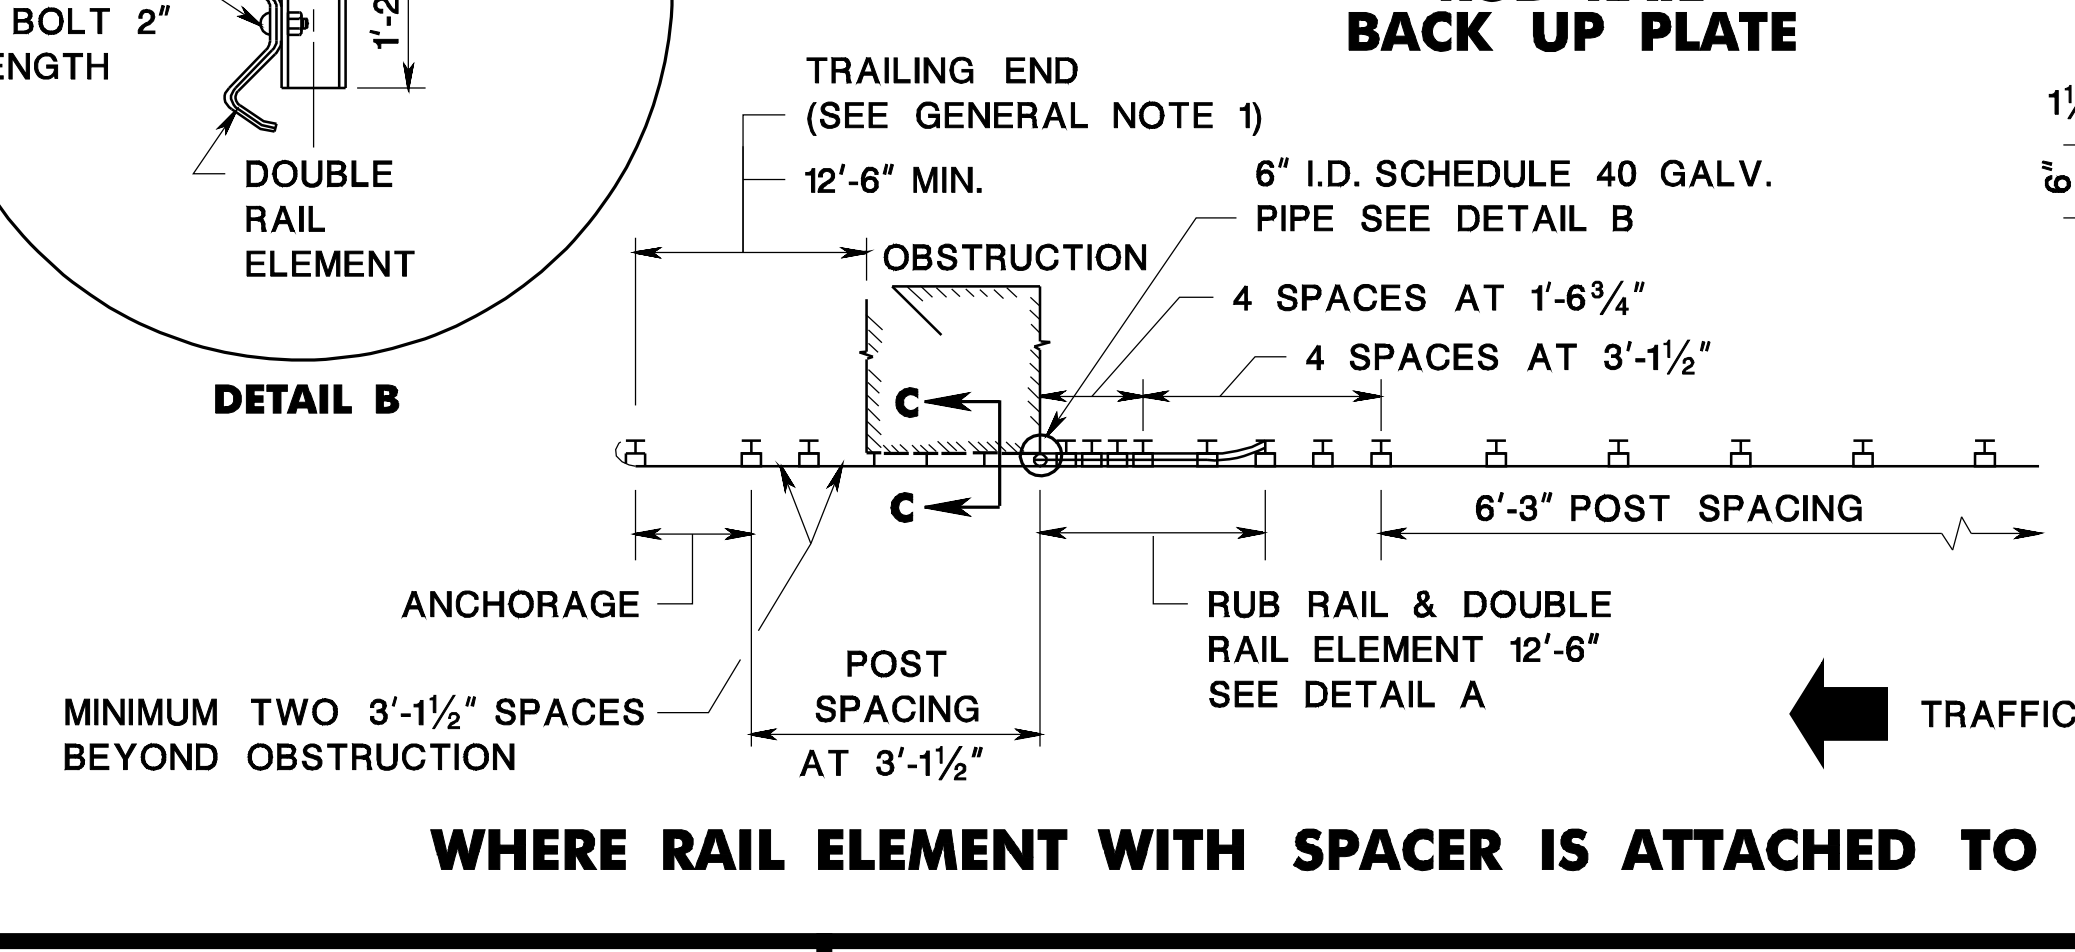 BOLT 2"
1'-2
DOUBLE
RAIL
ELEMENT
DETAIL B
BACK UP PLATE
TRAILING END
(SEE GENERAL NOTE 1)
12'-6" MIN.
OBSTRUCTION
6" I.D. SCHEDULE 40 GALV.
PIPE SEE DETAIL B
4 SPACES AT 1'-6¾"
4 SPACES AT 3'-1½"
6"
C
C
6'-3" POST SPACING
ANCHORAGE
RUB RAIL & DOUBLE
RAIL ELEMENT 12'-6"
SEE DETAIL A
POST
SPACING
AT 3'-1½"
MINIMUM TWO 3'-1½" SPACES
BEYOND OBSTRUCTION
TRAFFIC
WHERE RAIL ELEMENT WITH SPACER IS ATTACHED TO